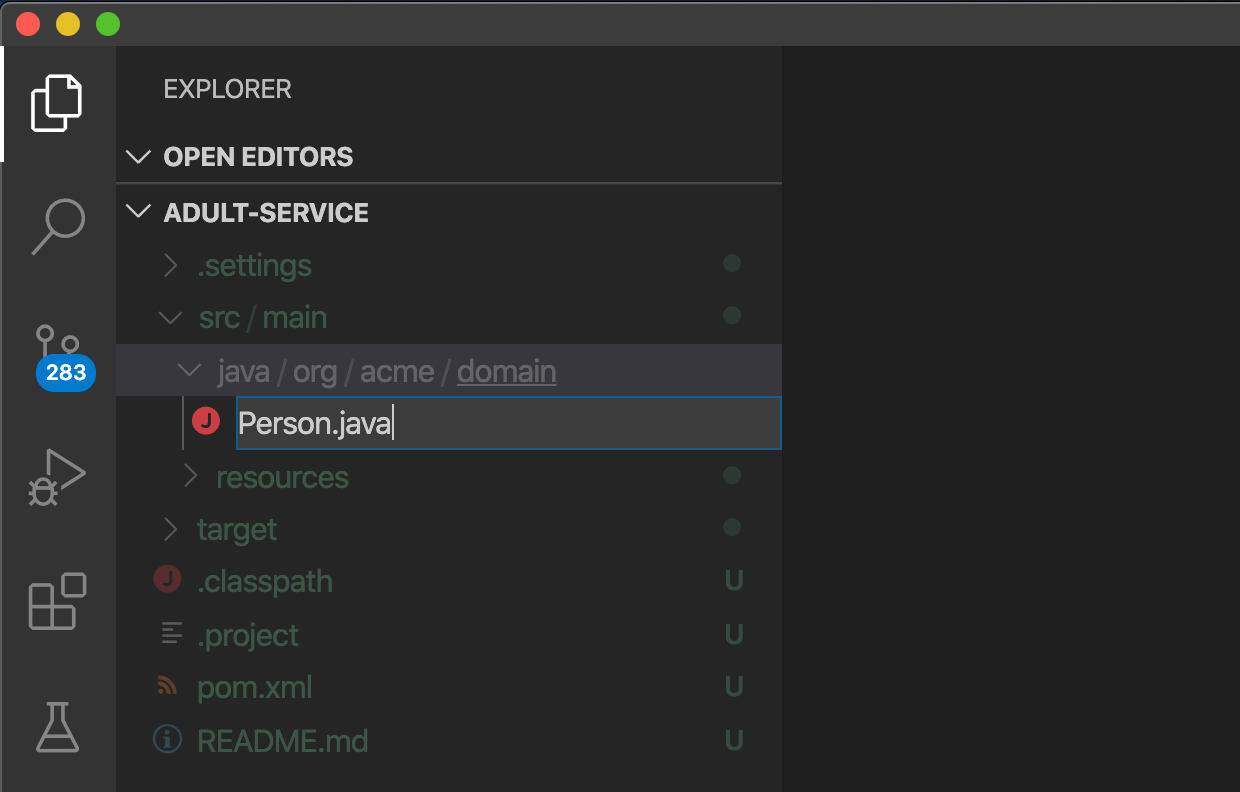 EXPLORER
OPEN EDITORS
ADULT-SERVICE
.settings
src / main
283
java / org / acme / domain
J Person.java
resources
target
J .classpath U
.project U
pom.xml U
README.md U